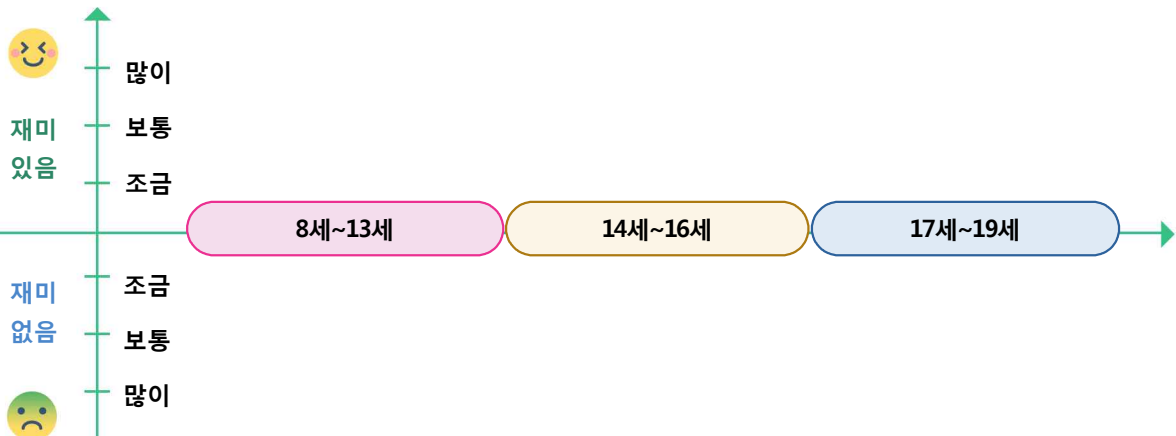 많이
재미
있음
보통
조금
8세~13세
14세~16세
17세~19세
재미
없음
조금
보통
많이